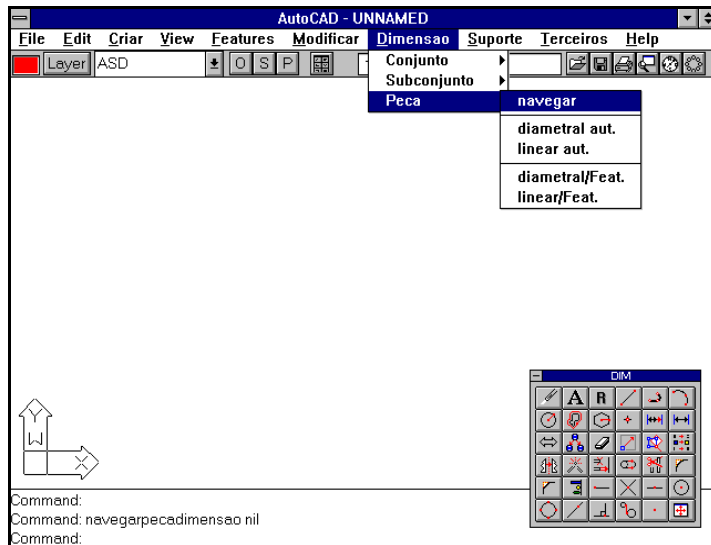 AutoCAD - UNNAMED
File Edit Criar View Features Modificar Dimensao Suporte Terceiros Help
Layer ASD O S P
Conjunto
Subconjunto
Peca
navegar
diametral aut.
linear aut.
diametral/Feat.
linear/Feat.
DIM
A R
Y
W
X
Command:
Command: navegarpecadimensao nil
Command: